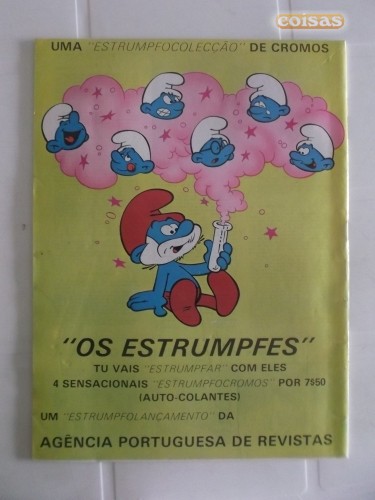 coisas
UMA "ESTRUMPFOCOLECÇÃO" DE CROMOS
"OS ESTRUMPFES"
TU VAIS "ESTRUMPFAR" COM ELES
4 SENSACIONAIS "ESTRUMPFOCROMOS" POR 7$50
(AUTO-COLANTES)
UM "ESTRUMPFOLANÇAMENTO" DA
AGÊNCIA PORTUGUESA DE REVISTAS